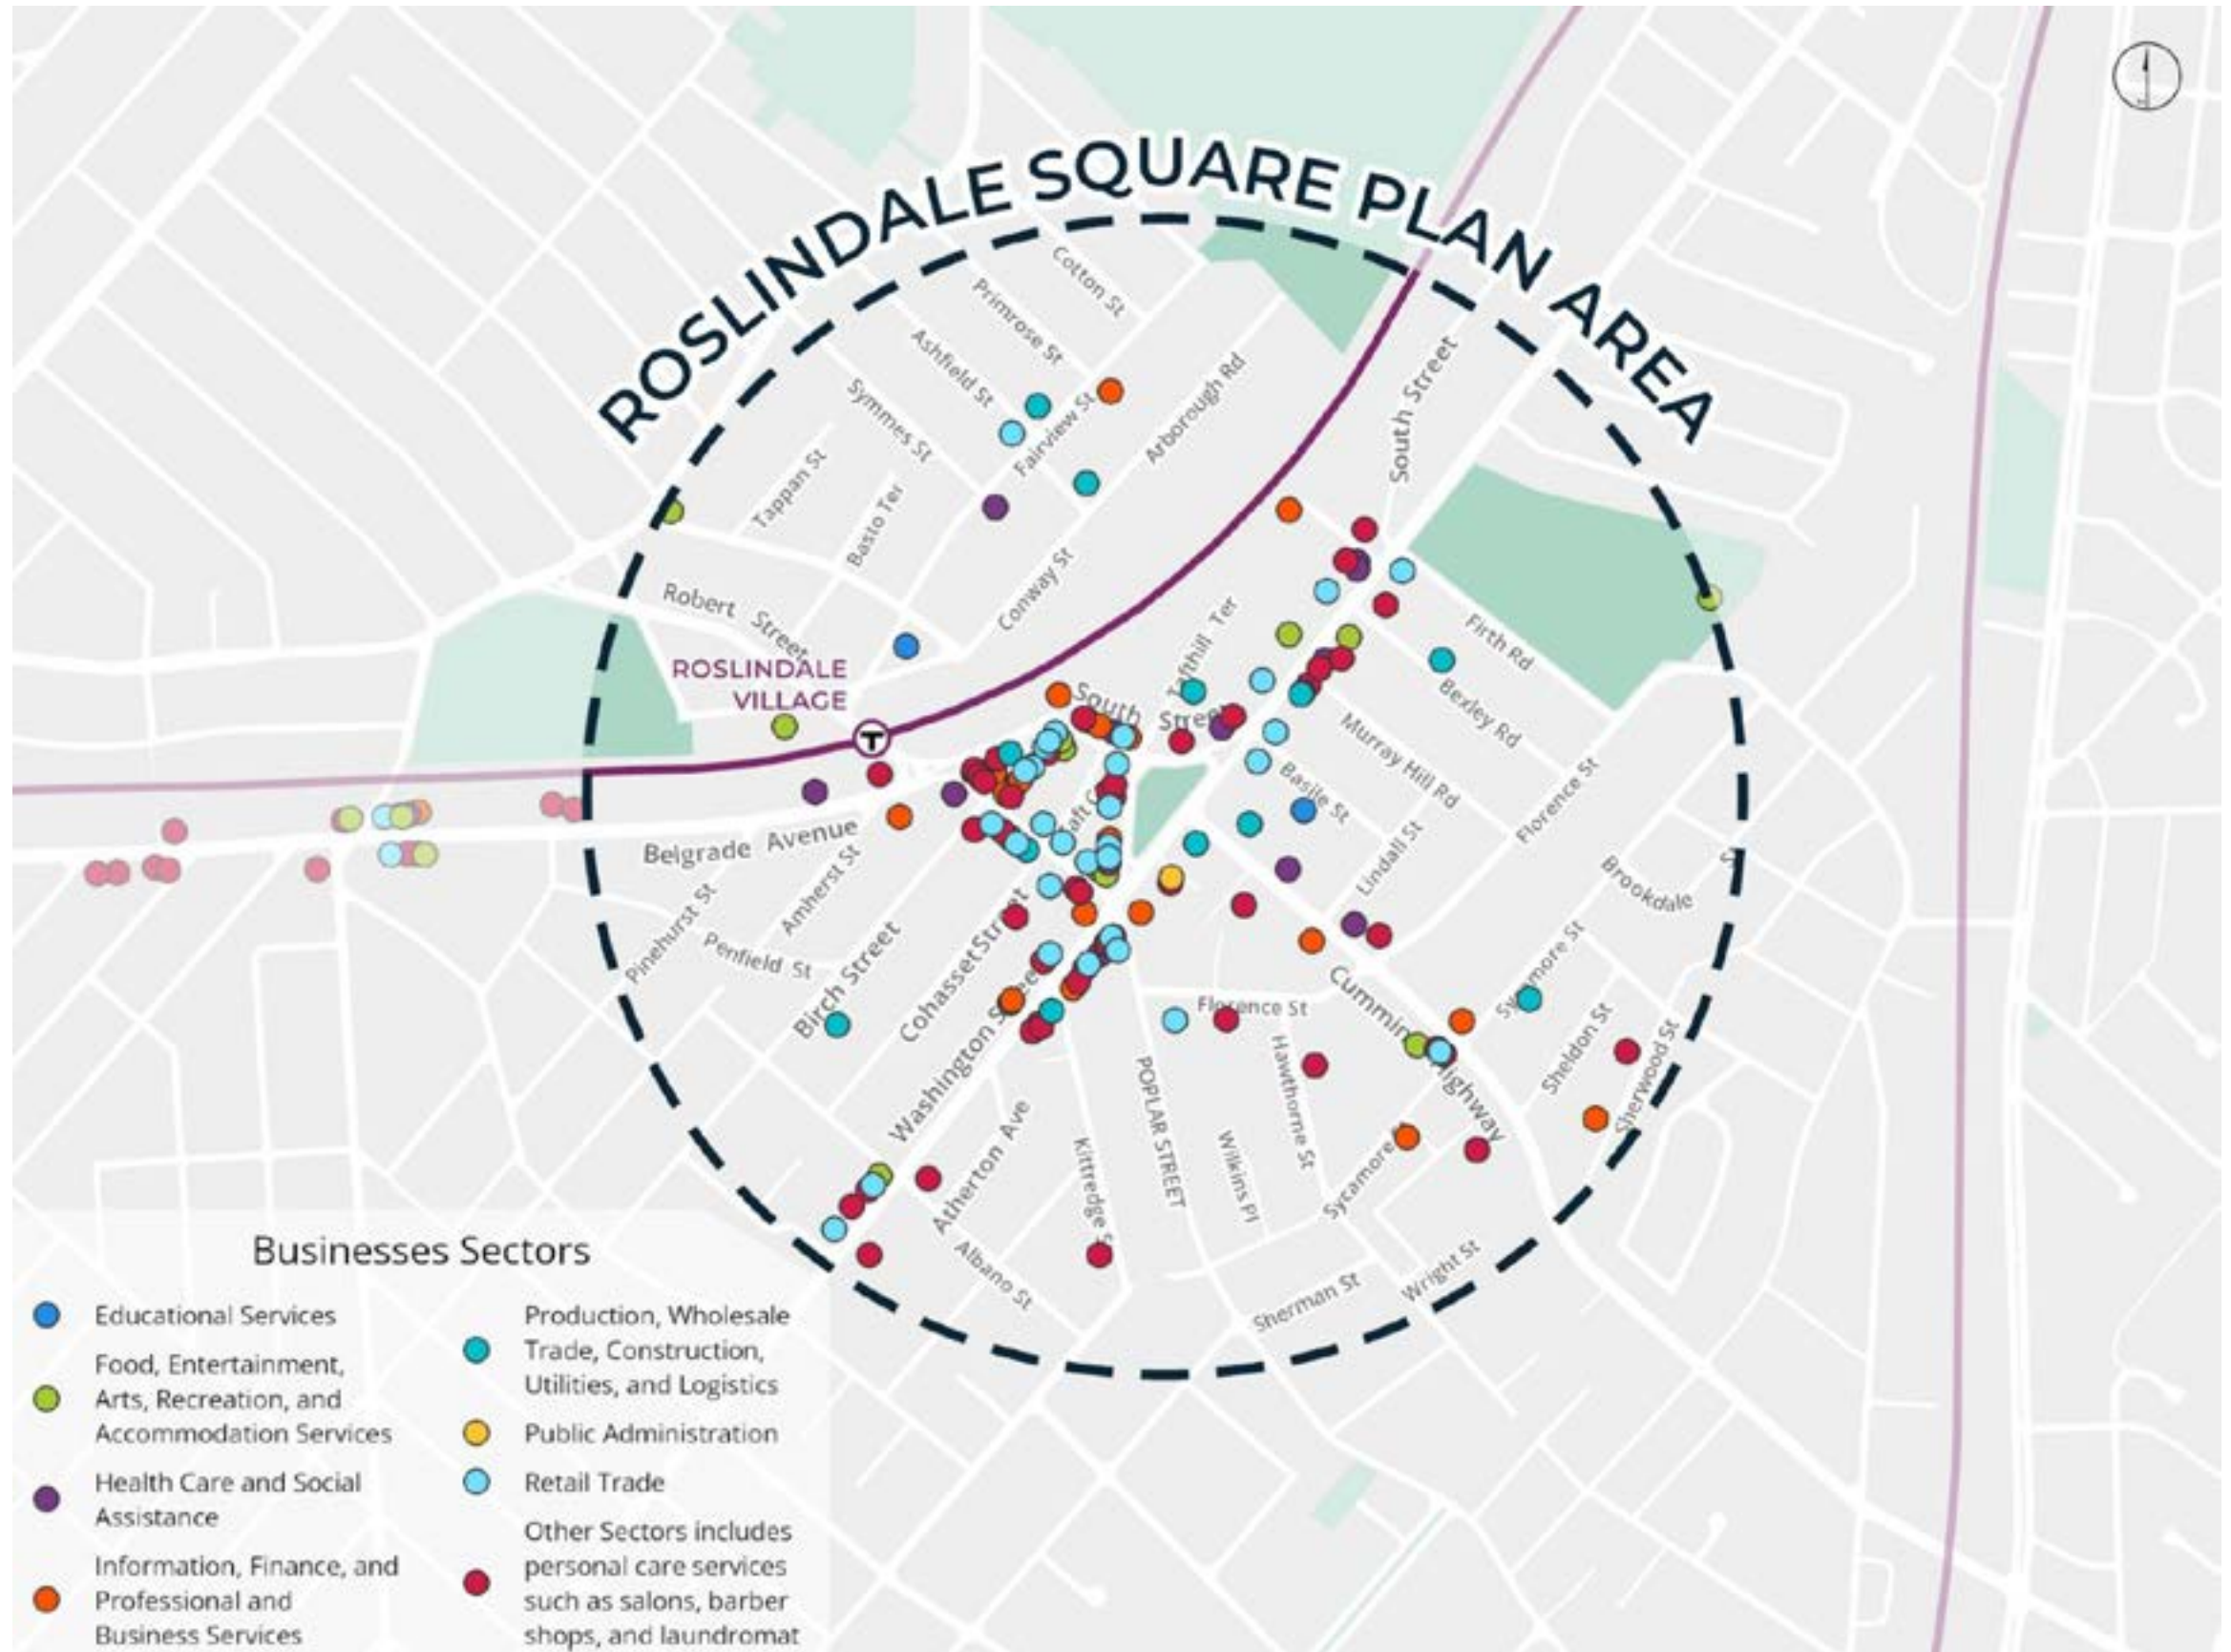 ROSLINDALE SQUARE PLAN AREA
Cotton St
Primrose St
Ashfield St
Symmes St
Fairview St
Arborough Rd
South Street
Tappan St
Basto Ter
Conway St
Robert Street
ROSLINDALE
VILLAGE
T
Tafthill Ter
South Street
Firth Rd
Bexley Rd
Murray Hill Rd
Basile St
Florence St
Lindall St
Belgrade Avenue
Amherst St
Pinehurst St
Penfield St
Birch Street
Cohasset Street
Washington
Brookdale
Sycamore St
Sheldon St
Sherwood St
Florence St
Hawthorne St
POPLAR STREET
Wilkins Pl
Kittredge
Atherton Ave
Albano St
Sycamore
Sherman St
Wright St
Businesses Sectors
Educational Services
Food, Entertainment,
Arts, Recreation, and
Accommodation Services
Health Care and Social
Assistance
Information, Finance, and
Professional and
Business Services
Production, Wholesale
Trade, Construction,
Utilities, and Logistics
Public Administration
Retail Trade
Other Sectors includes
personal care services
such as salons, barber
shops, and laundromat